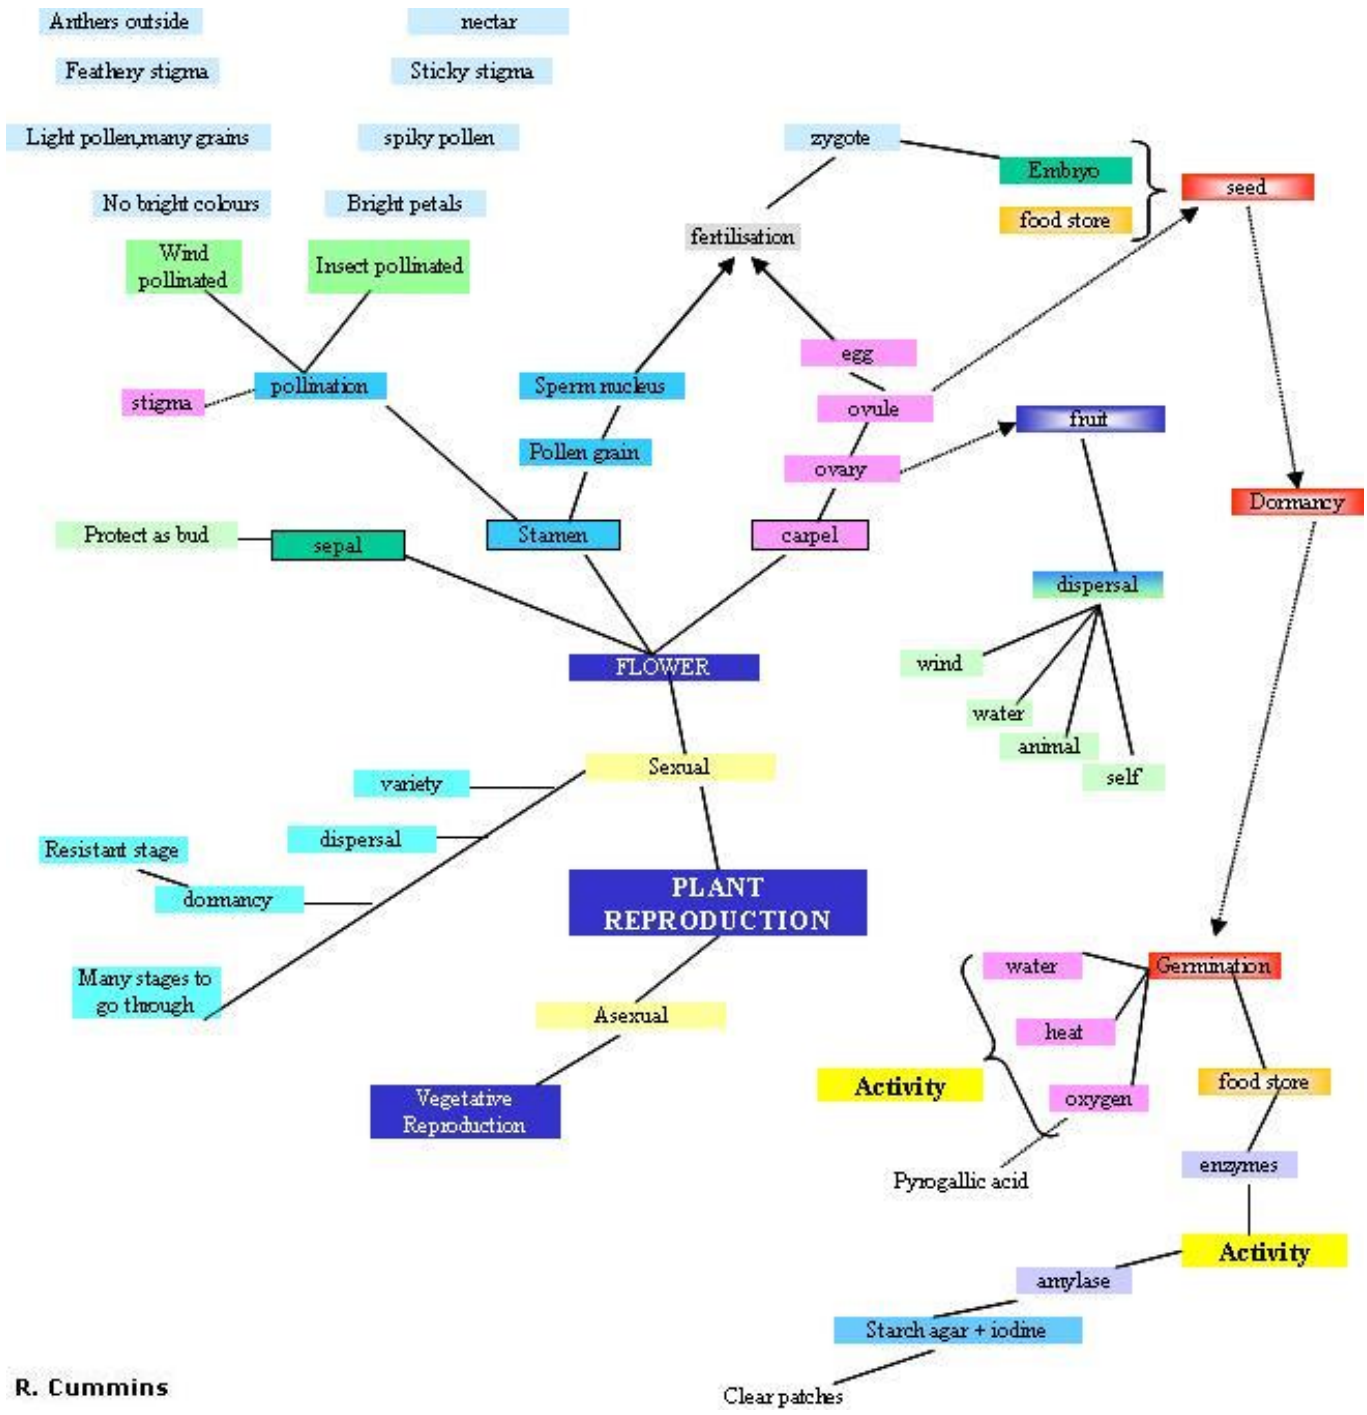 Anthers outside
nectar
Feathery stigma
Sticky stigma
Light pollen,many grains
spiky pollen
zygote
Embryo
seed
No bright colours
Bright petals
food store
fertilisation
Wind
pollinated
Insect pollinated
egg
stigma
pollination
Sperm nucleus
ovule
fruit
Pollen grain
ovary
Dormancy
Protect as bud
sepal
Stamen
carpel
dispersal
FLOWER
wind
water
animal
self
Sexual
variety
dispersal
Resistant stage
dormancy
PLANT
REPRODUCTION
Many stages to
go through
water
Germination
Asexual
heat
Activity
food store
oxygen
Vegetative
Reproduction
Pyrogallic acid
enzymes
Activity
amylase
Starch agar + iodine
R. Cummins
Clear patches